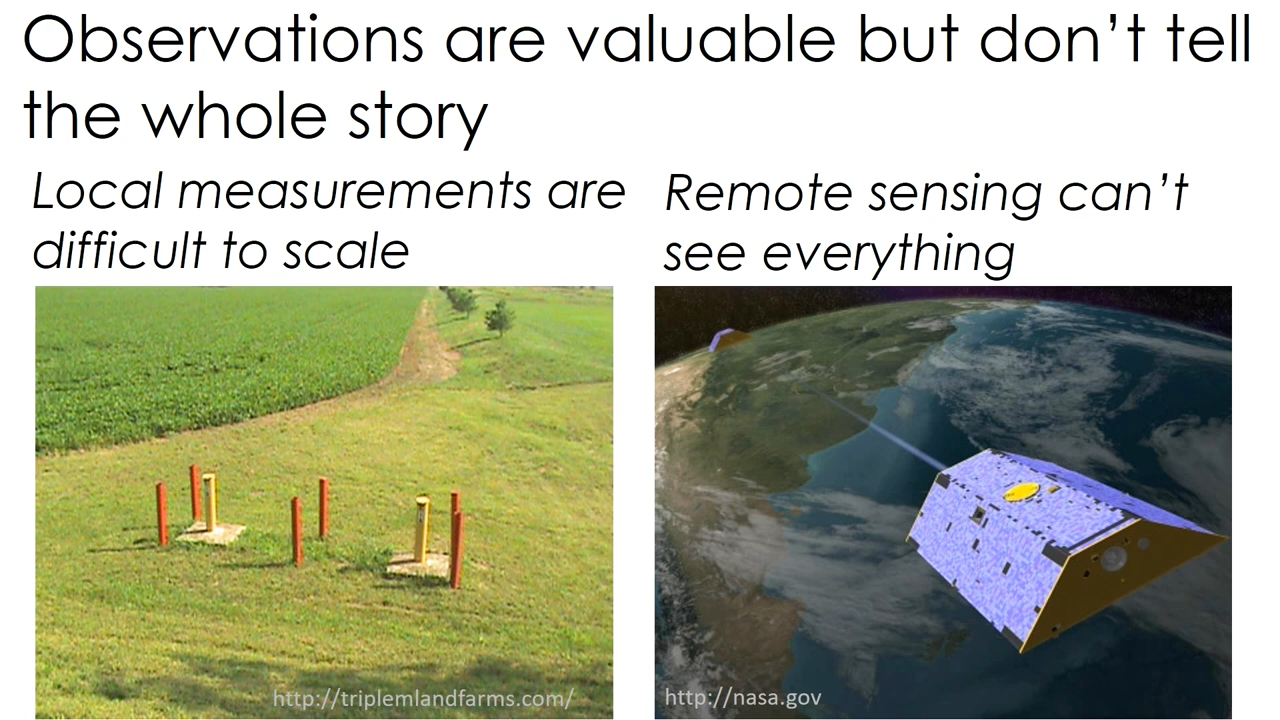 Observations are valuable but don’t tell
the whole story
Local measurements are
difficult to scale
Remote sensing can’t
see everything
http://triplemlandfarms.com/
http://nasa.gov